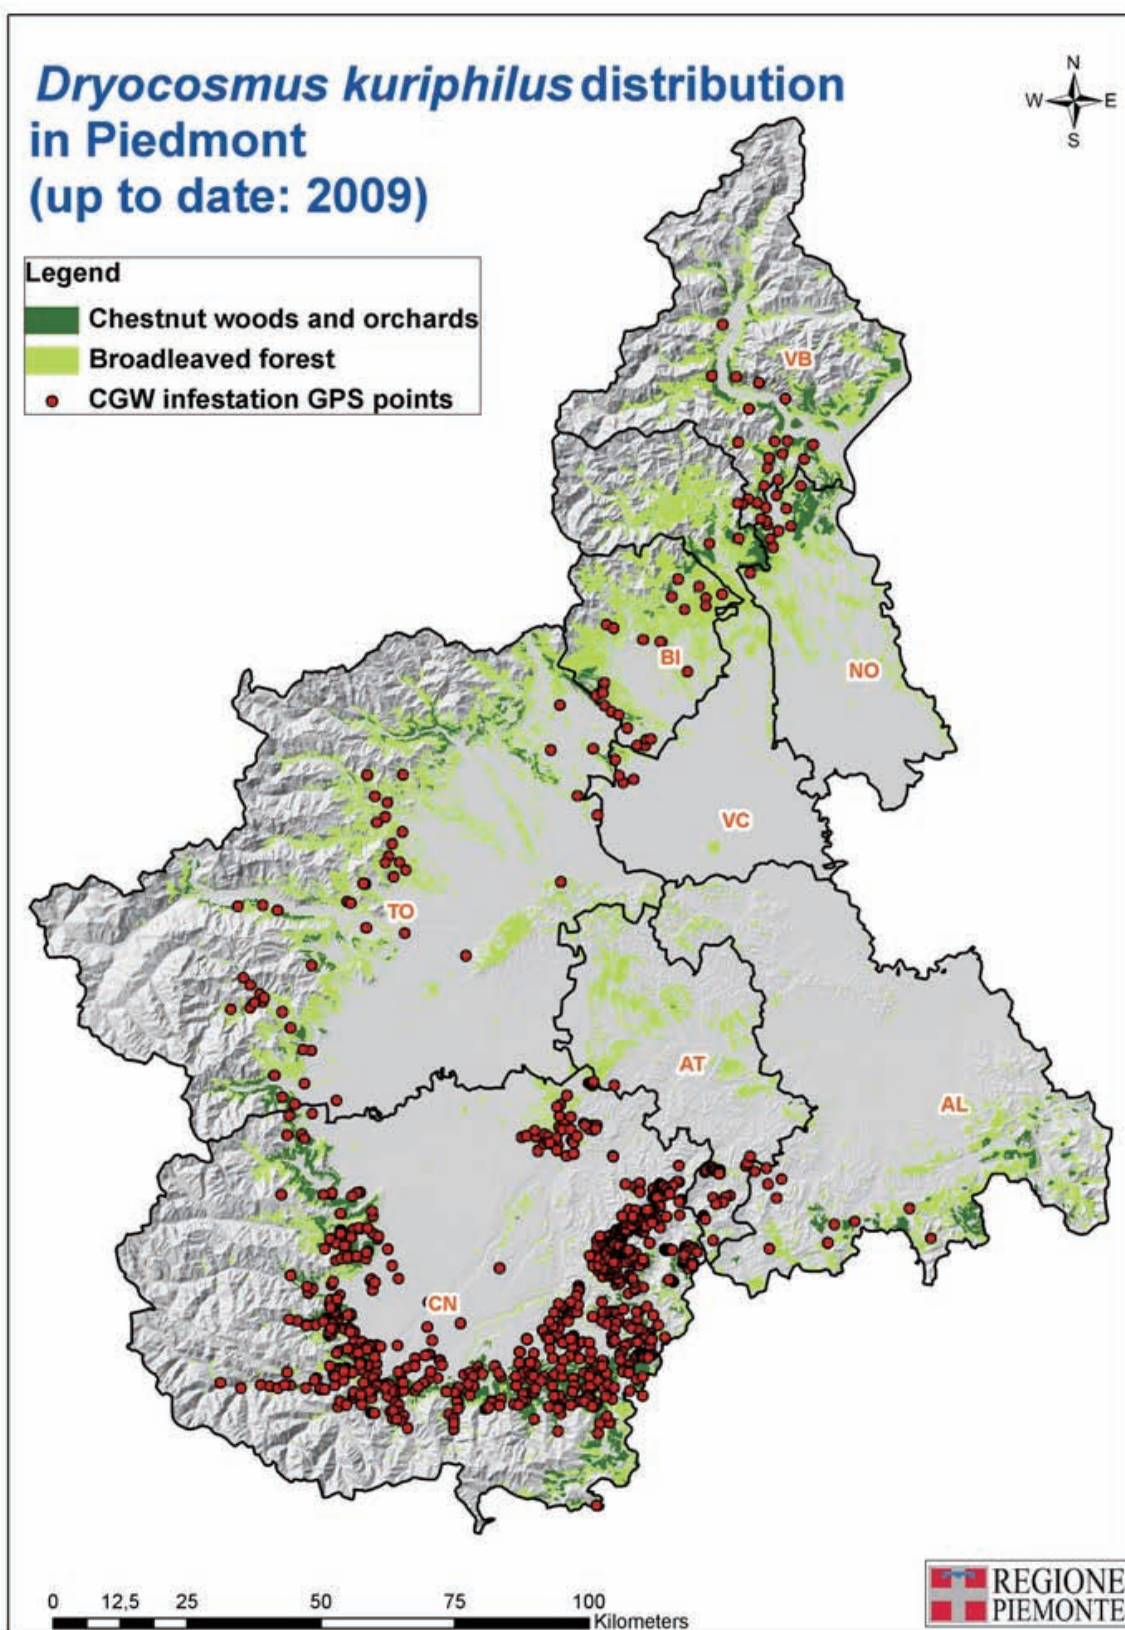 Dryocosmus kuriphilus distribution
in Piedmont
(up to date: 2009)
N
W E
S
Legend
Chestnut woods and orchards
Broadleaved forest
CGW infestation GPS points
VB
BI
NO
VC
TO
AT
AL
CN
0 12,5 25 50 75 100
Kilometers
REGIONE
PIEMONTE